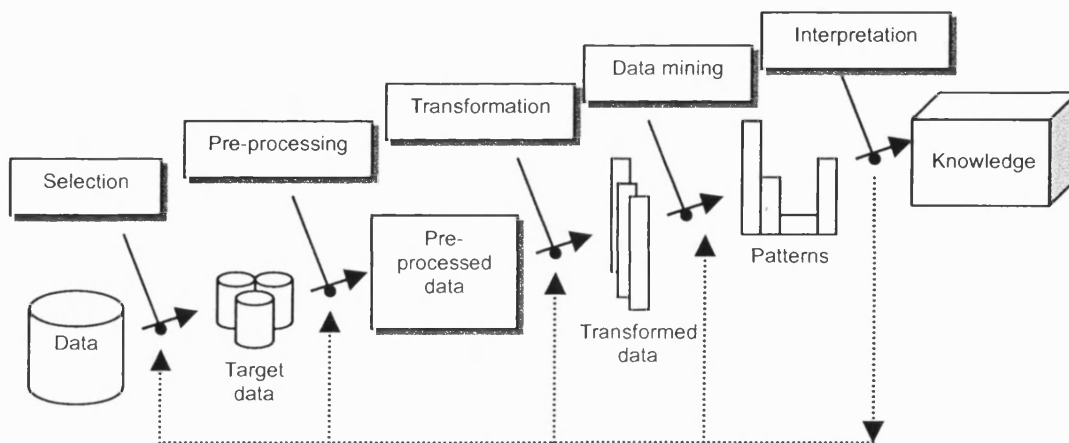 Interpretation
Data mining
Transformation
Pre-processing
Selection
Knowledge
Pre-
processed
data
Patterns
Transformed
data
Data
Target
data